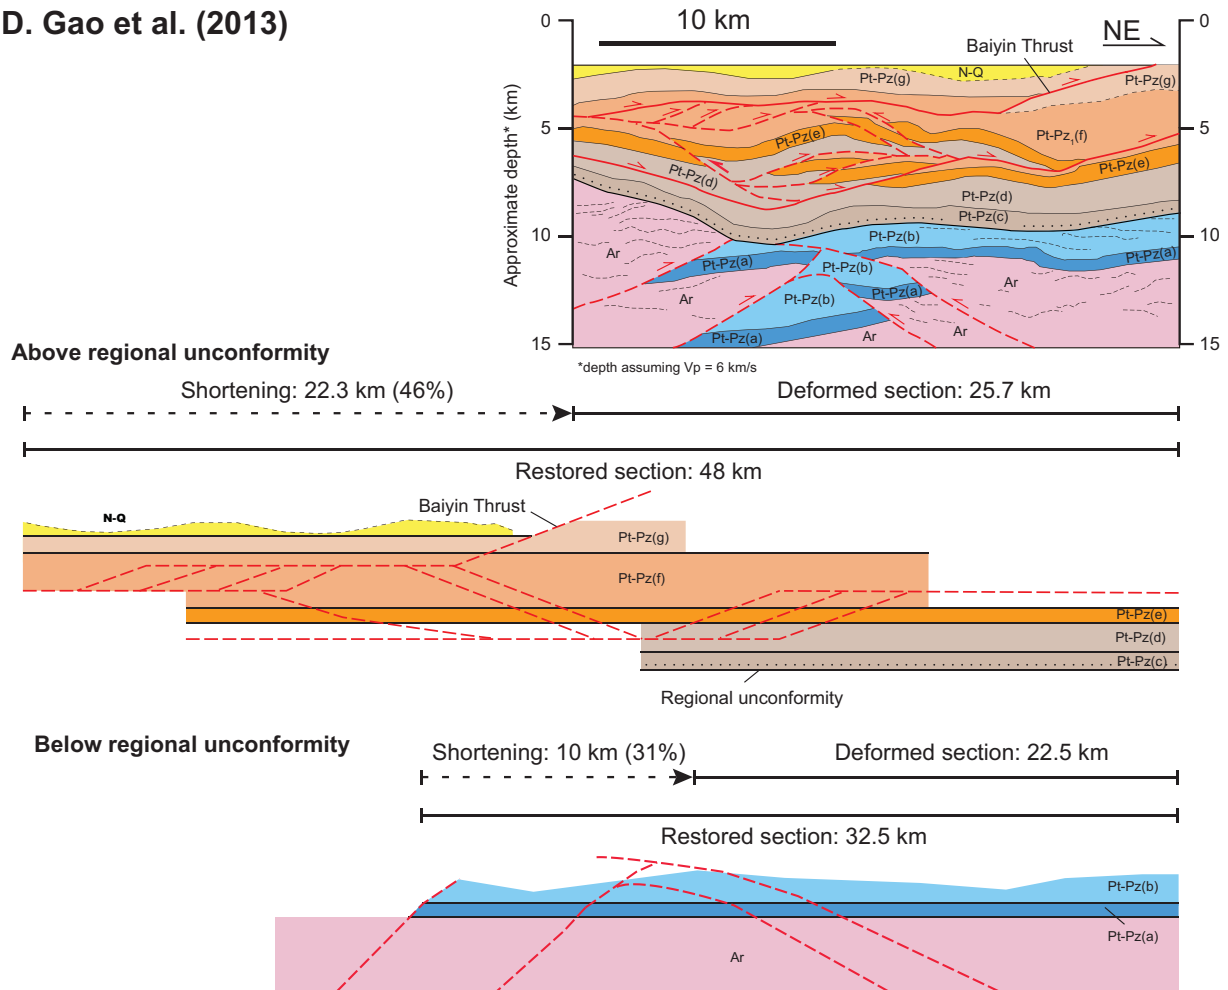 D. Gao et al. (2013)
10 km
NE
Baiyin Thrust
0
5
10
15
Approximate depth* (km)
0
5
10
15
N-Q
Pt-Pz(g)
Pt-Pz(g)
Pt-Pz₁(f)
Pt-Pz(e)
Pt-Pz(e)
Pt-Pz(d)
Pt-Pz(d)
Pt-Pz(c)
Pt-Pz(b)
Ar
Pt-Pz(a)
Pt-Pz(b)
Pt-Pz(a)
Ar
Pt-Pz(b)
Pt-Pz(a)
Ar
Pt-Pz(a)
Ar
Ar
*depth assuming Vp = 6 km/s
Above regional unconformity
Shortening: 22.3 km (46%)
Deformed section: 25.7 km
Restored section: 48 km
Baiyin Thrust
N-Q
Pt-Pz(g)
Pt-Pz(f)
Pt-Pz(e)
Pt-Pz(d)
Pt-Pz(c)
Regional unconformity
Below regional unconformity
Shortening: 10 km (31%)
Deformed section: 22.5 km
Restored section: 32.5 km
Pt-Pz(b)
Pt-Pz(a)
Ar